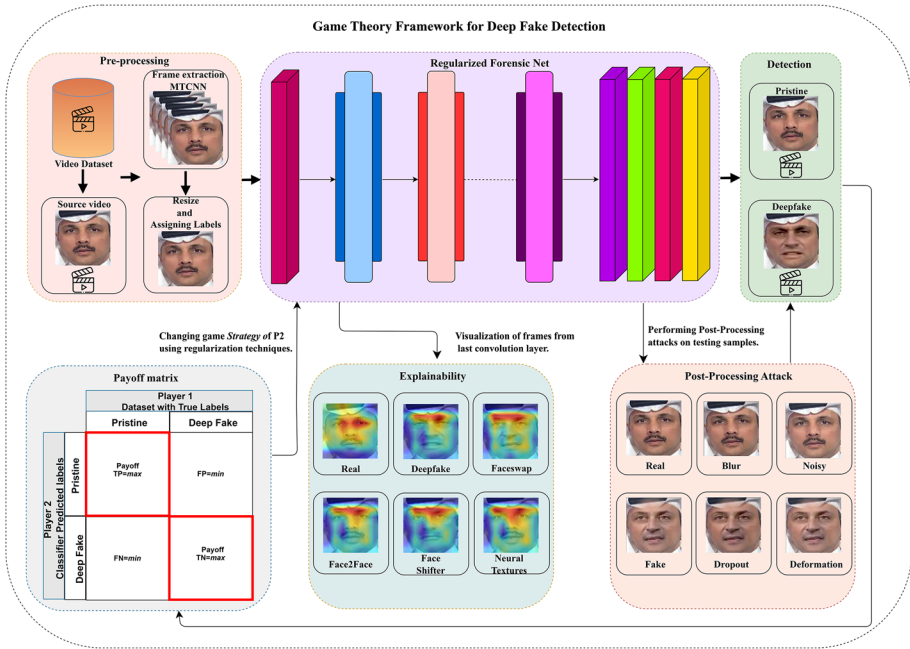 Game Theory Framework for Deep Fake Detection
Pre-processing
Frame extraction
MTCNN
Video Dataset
Source video
Resize
and
Assigning Labels
Regularized Forensic Net
Detection
Pristine
Deepfake
Changing game Strategy of P2
using regularization techniques.
Visualization of frames from
last convolution layer.
Performing Post-Processing
attacks on testing samples.
Payoff matrix
Player 1
Dataset with True Labels
Pristine
Deep Fake
Player 2
Classifier Predicted labels
Pristine
Payoff
TP=max
FP=min
Deep Fake
FN=min
Payoff
TN=max
Explainability
Real
Deepfake
Faceswap
Face2Face
Face
Shifter
Neural
Textures
Post-Processing Attack
Real
Blur
Noisy
Fake
Dropout
Deformation